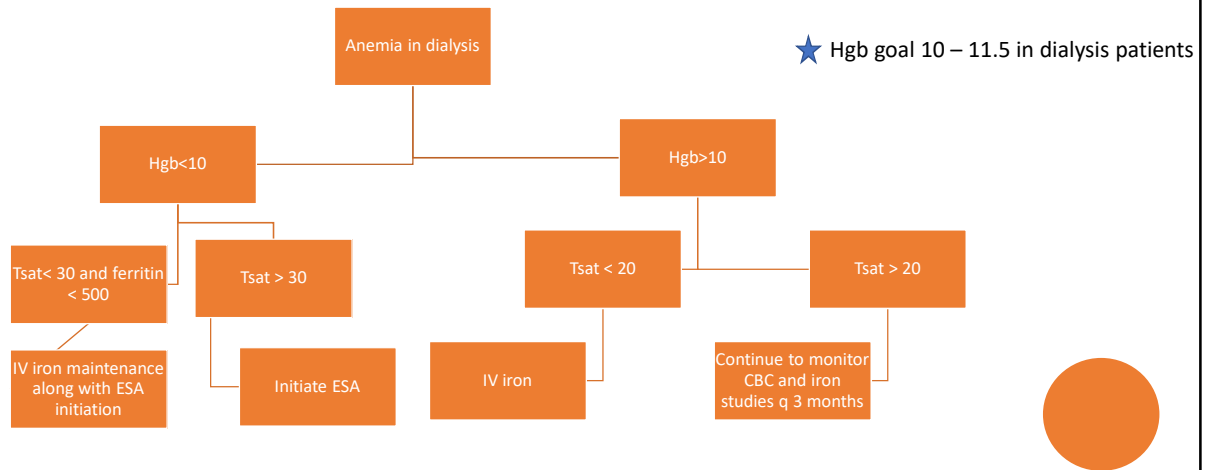 Anemia in dialysis
Hgb goal 10 – 11.5 in dialysis patients
Hgb<10
Hgb>10
Tsat< 30 and ferritin
< 500
Tsat > 30
Tsat < 20
Tsat > 20
IV iron maintenance
along with ESA
initiation
Initiate ESA
IV iron
Continue to monitor
CBC and iron
studies q 3 months